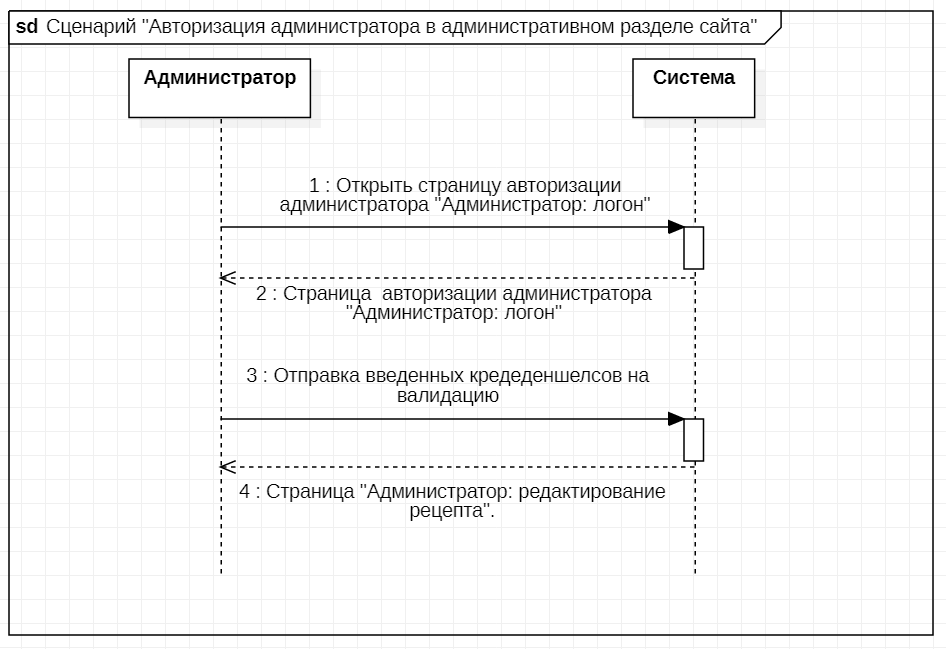 sd Сценарий "Авторизация администратора в административном разделе сайта"
Администратор
Система
1 : Открыть страницу авторизации
администратора "Администратор: логон"
2 : Страница  авторизации администратора
"Администратор: логон"
3 : Отправка введенных кредеденшелсов на
валидацию
4 : Страница "Администратор: редактирование
рецепта".